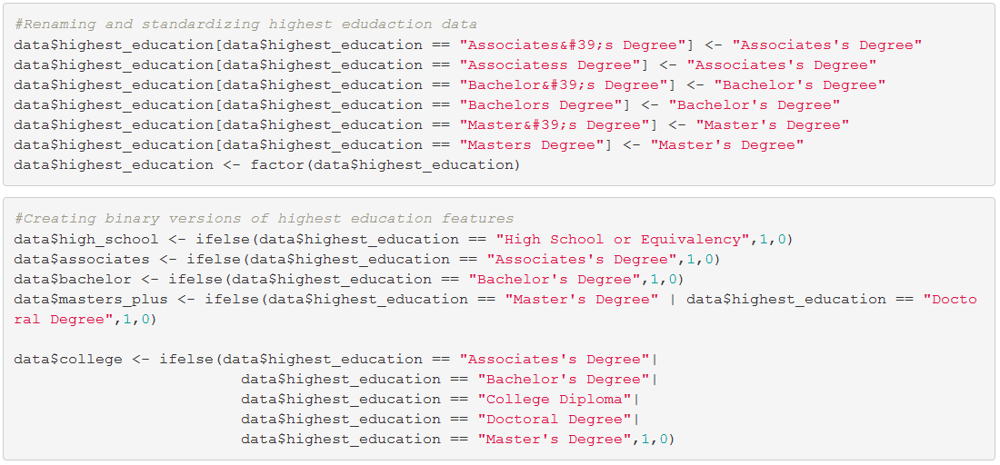 #Renaming and standardizing highest edudaction data
data$highest_education[data$highest_education == "Associates&#39;s Degree"] <- "Associates's Degree"
data$highest_education[data$highest_education == "Associatess Degree"] <- "Associates's Degree"
data$highest_education[data$highest_education == "Bachelor&#39;s Degree"] <- "Bachelor's Degree"
data$highest_education[data$highest_education == "Bachelors Degree"] <- "Bachelor's Degree"
data$highest_education[data$highest_education == "Master&#39;s Degree"] <- "Master's Degree"
data$highest_education[data$highest_education == "Masters Degree"] <- "Master's Degree"
data$highest_education <- factor(data$highest_education)
#Creating binary versions of highest education features
data$high_school <- ifelse(data$highest_education == "High School or Equivalency",1,0)
data$associates <- ifelse(data$highest_education == "Associates's Degree",1,0)
data$bachelor <- ifelse(data$highest_education == "Bachelor's Degree",1,0)
data$masters_plus <- ifelse(data$highest_education == "Master's Degree" | data$highest_education == "Docto
ral Degree",1,0)
data$college <- ifelse(data$highest_education == "Associates's Degree"|
data$highest_education == "Bachelor's Degree"|
data$highest_education == "College Diploma"|
data$highest_education == "Doctoral Degree"|
data$highest_education == "Master's Degree",1,0)